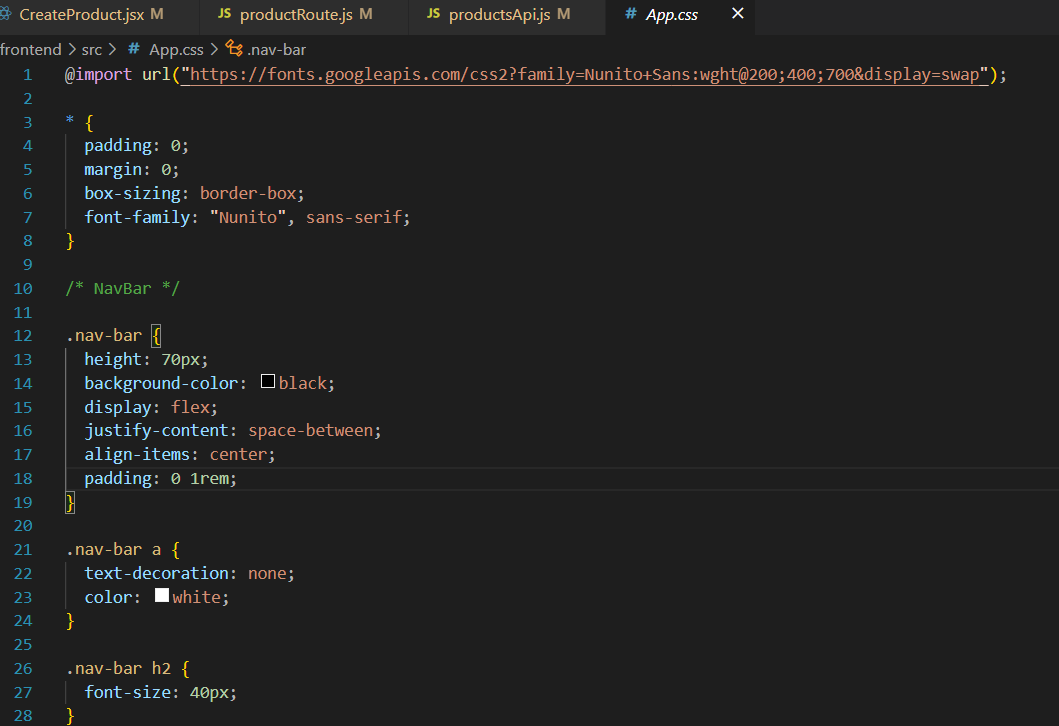 CreateProduct.jsx M JS productRoute.js M JS productsApi.js M # App.css ×
frontend > src > # App.css > .nav-bar
1 @import url("https://fonts.googleapis.com/css2?family=Nunito+Sans:wght@200;400;700&display=swap");
2
3 * {
4 padding: 0;
5 margin: 0;
6 box-sizing: border-box;
7 font-family: "Nunito", sans-serif;
8 }
9
10 /* NavBar */
11
12 .nav-bar {
13 height: 70px;
14 background-color: black;
15 display: flex;
16 justify-content: space-between;
17 align-items: center;
18 padding: 0 1rem;
19 }
20
21 .nav-bar a {
22 text-decoration: none;
23 color: white;
24 }
25
26 .nav-bar h2 {
27 font-size: 40px;
28 }